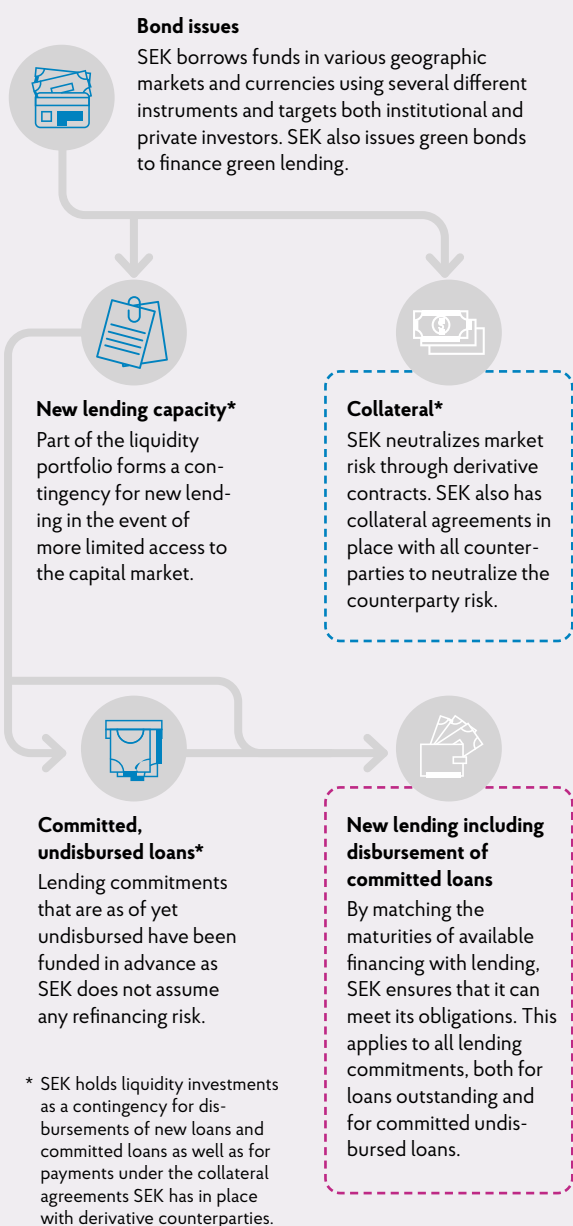 Bond issues
SEK borrows funds in various geographic
markets and currencies using several different
instruments and targets both institutional and
private investors. SEK also issues green bonds
to finance green lending.
New lending capacity*
Part of the liquidity
portfolio forms a con-
tingency for new lend-
ing in the event of
more limited access to
the capital market.
Collateral*
SEK neutralizes market
risk through derivative
contracts. SEK also has
collateral agreements in
place with all counter-
parties to neutralize the
counterparty risk.
Committed,
undisbursed loans*
Lending commitments
that are as of yet
undisbursed have been
funded in advance as
SEK does not assume
any refinancing risk.
New lending including
disbursement of
committed loans
By matching the
maturities of available
financing with lending,
SEK ensures that it can
meet its obligations. This
applies to all lending
commitments, both for
loans outstanding and
for committed undis-
bursed loans.
* SEK holds liquidity investments
as a contingency for dis-
bursements of new loans and
committed loans as well as for
payments under the collateral
agreements SEK has in place
with derivative counterparties.